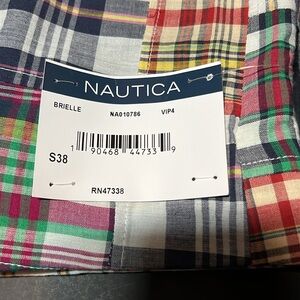 NAUTICA
BRIELLE NA010786 VIP4
S38
1 90468 44733 9
RN47338